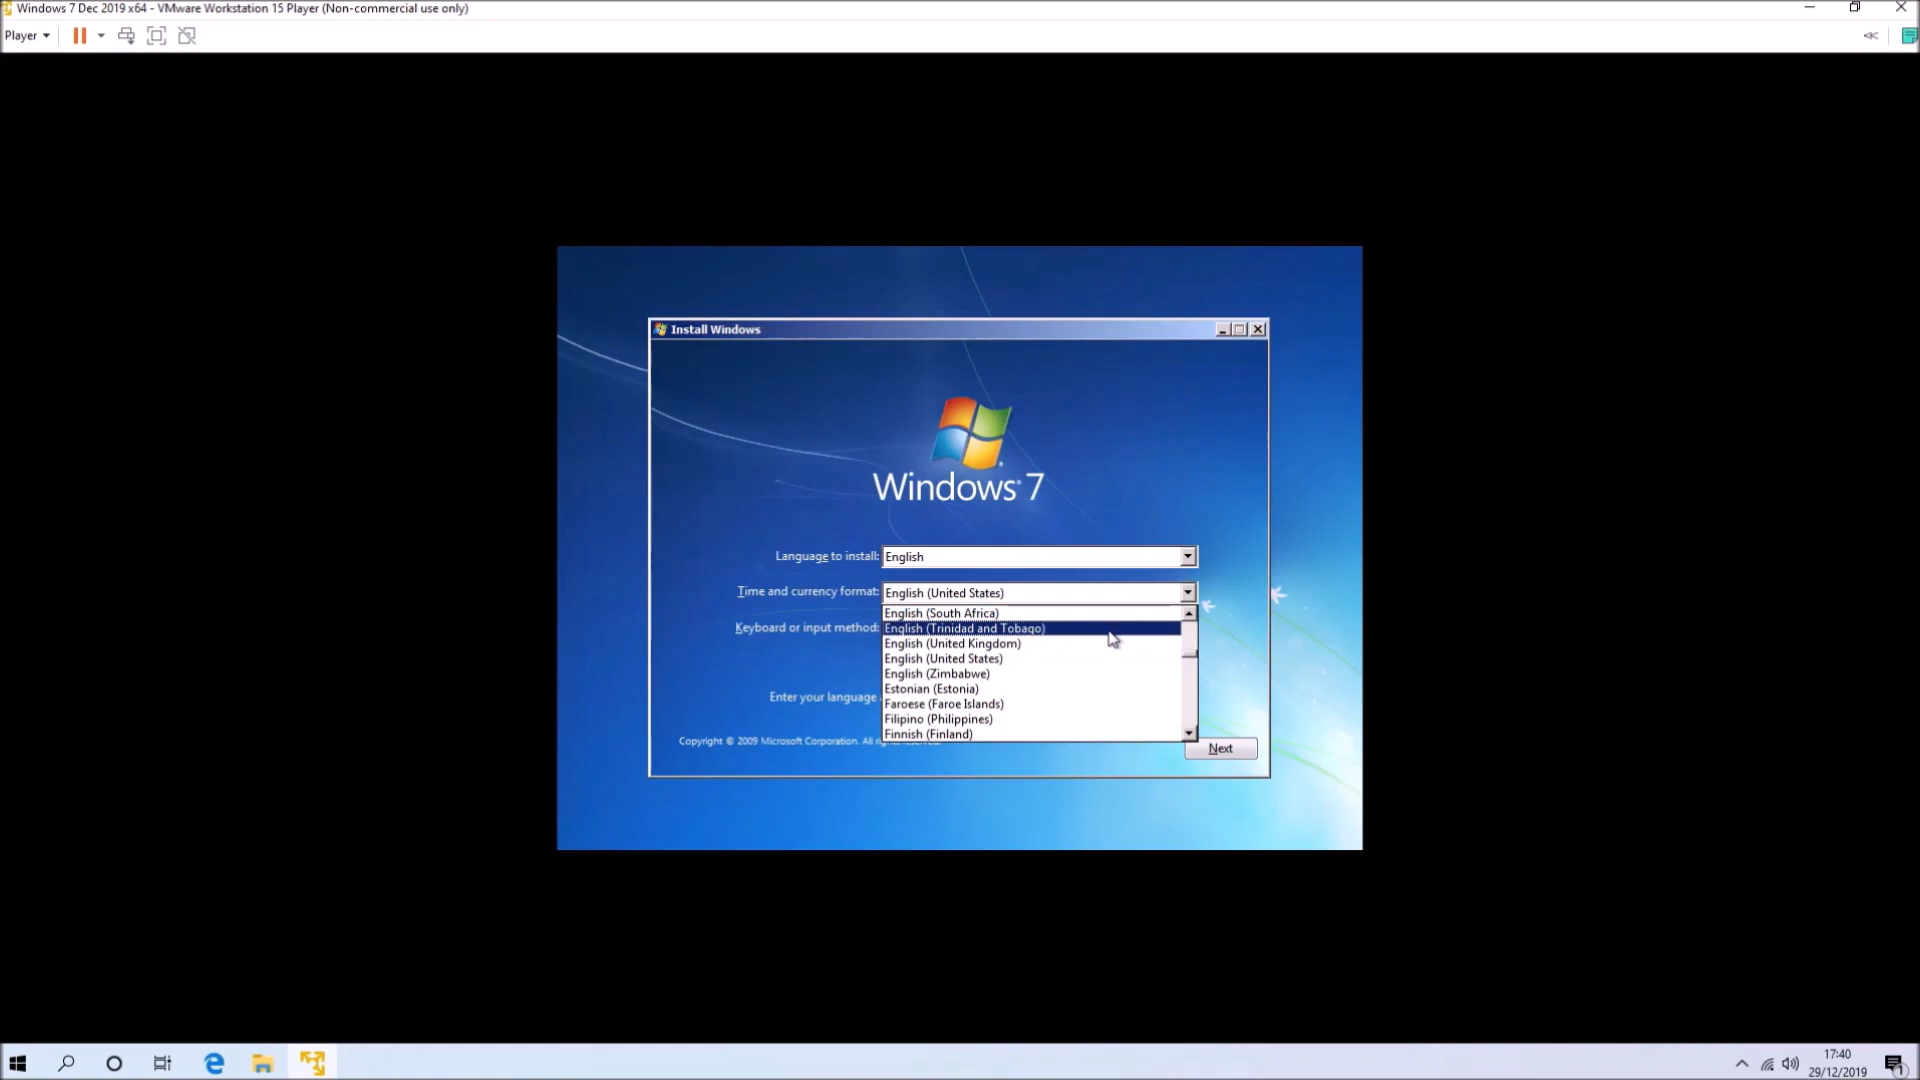 Windows 7 Dec 2019 x64 - VMware Workstation 15 Player (Non-commercial use only)
Player
Install Windows
Windows 7
Language to install: English
Time and currency format: English (United States)
English (South Africa)
Keyboard or input method: English (Trinidad and Tobago)
English (United Kingdom)
English (United States)
English (Zimbabwe)
Estonian (Estonia)
Enter your language
Faroese (Faroe Islands)
Filipino (Philippines)
Finnish (Finland)
Copyright © 2009 Microsoft Corporation. All rights reserved.
Next
17:40
29/12/2019
1